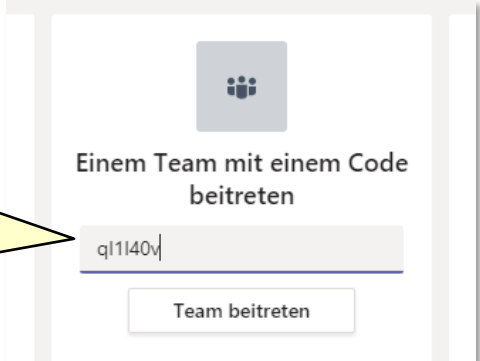 Einem Team mit einem Code
beitreten
ql1l40v
Team beitreten